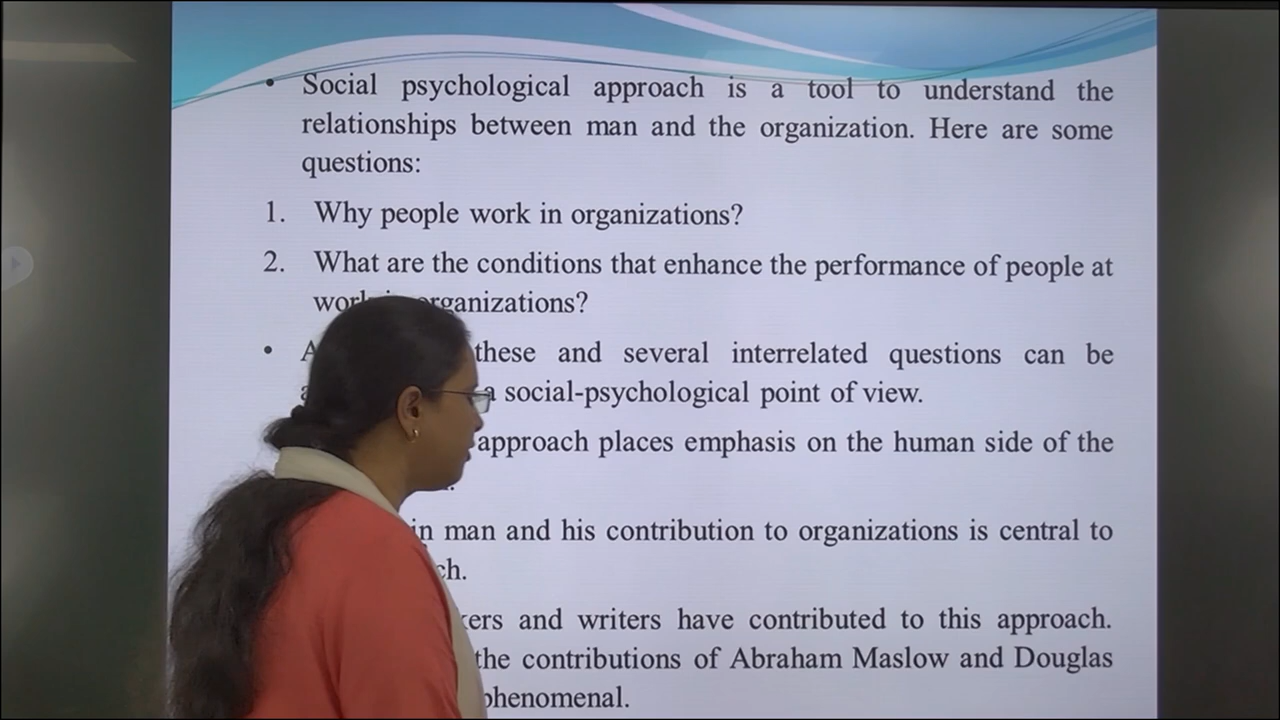 • Social psychological approach is a tool to understand the
relationships between man and the organization. Here are some
questions:
1. Why people work in organizations?
2. What are the conditions that enhance the performance of people at
work in organizations?
• these and several interrelated questions can be
a social-psychological point of view.
approach places emphasis on the human side of the
in man and his contribution to organizations is central to
and writers have contributed to this approach.
the contributions of Abraham Maslow and Douglas
phenomenal.